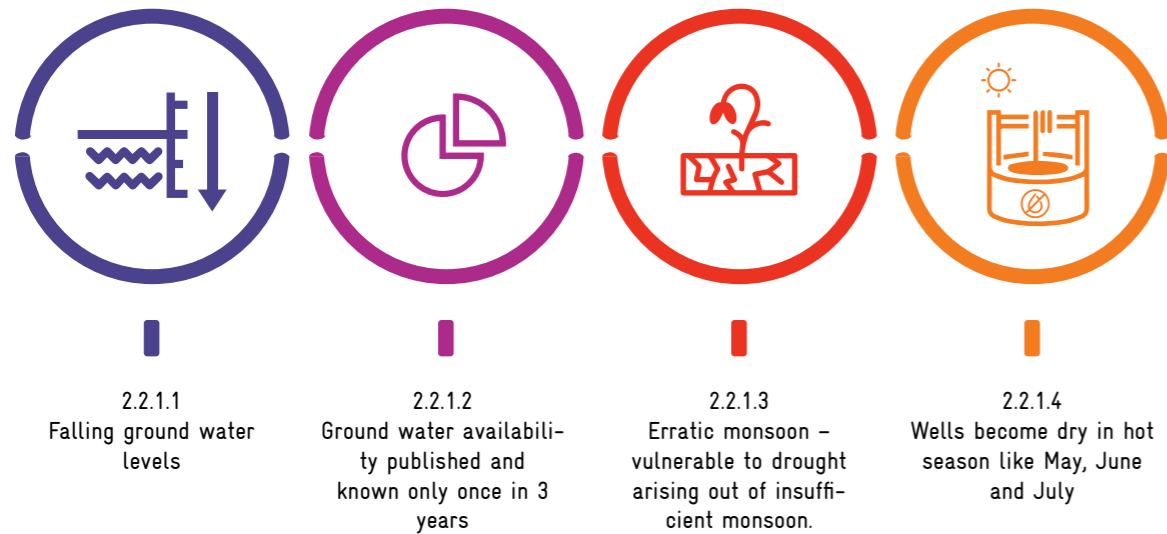 2.2.1.1
Falling ground water
levels
2.2.1.2
Ground water availabili-
ty published and
known only once in 3
years
2.2.1.3
Erratic monsoon –
vulnerable to drought
arising out of insuffi-
cient monsoon.
2.2.1.4
Wells become dry in hot
season like May, June
and July